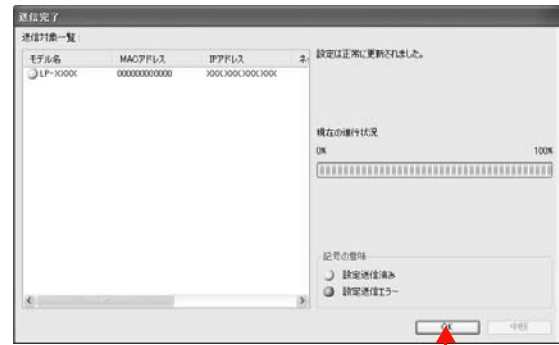 送信完了
送信対象一覧:
モデル名 MACアドレス IPアドレス ネ
LP-XXXX 000000000000 XXX.XXX.XXX.XXX
設定は正常に更新されました。
現在の進行状況
0% 100%
記号の意味
設定送信済み
設定送信エラー
OK 中断